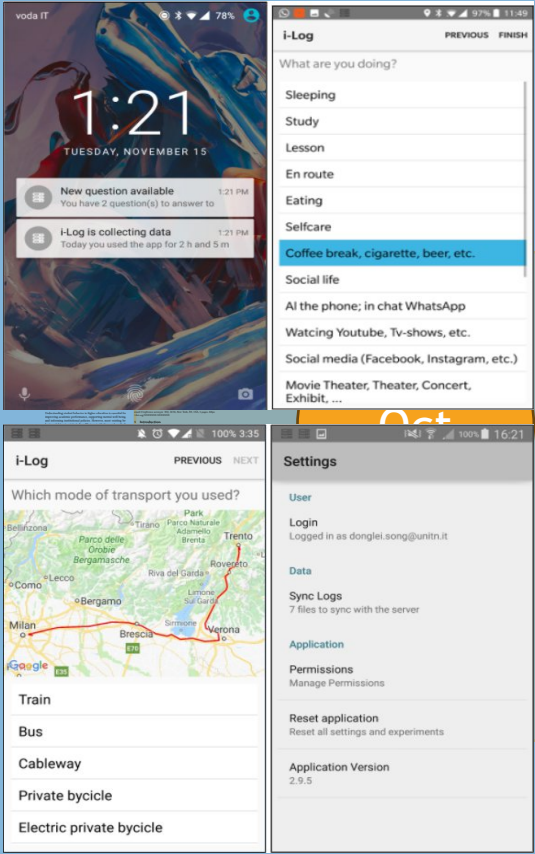 voda IT
78%
1:21
TUESDAY, NOVEMBER 15
New question available
1:21 PM
You have 2 question(s) to answer to
i-Log is collecting data
1:21 PM
Today you used the app for 2 h and 5 m
97% 11:49
i-Log
PREVIOUS
FINISH
What are you doing?
Sleeping
Study
Lesson
En route
Eating
Selfcare
Coffee break, cigarette, beer, etc.
Social life
Al the phone; in chat WhatsApp
Watcing Youtube, Tv-shows, etc.
Social media (Facebook, Instagram, etc.)
Movie Theater, Theater, Concert,
Exhibit, ...
Oct
100% 3:35
i-Log
PREVIOUS
NEXT
Which mode of transport you used?
Bellinzona
Tirano
Park
Parco Naturale
Adamello
Brenta
Trento
Parco delle
Orobie
Bergamasche
Rovereto
Riva del Garda
Como
Lecco
Limone
Sul Garda
Bergamo
Milan
Brescia
Sirmione
Verona
E70
Google
E35
Train
Bus
Cableway
Private bycicle
Electric private bycicle
100% 16:21
Settings
User
Login
Logged in as donglei.song@unitn.it
Data
Sync Logs
7 files to sync with the server
Application
Permissions
Manage Permissions
Reset application
Reset all settings and experiments
Application Version
2.9.5